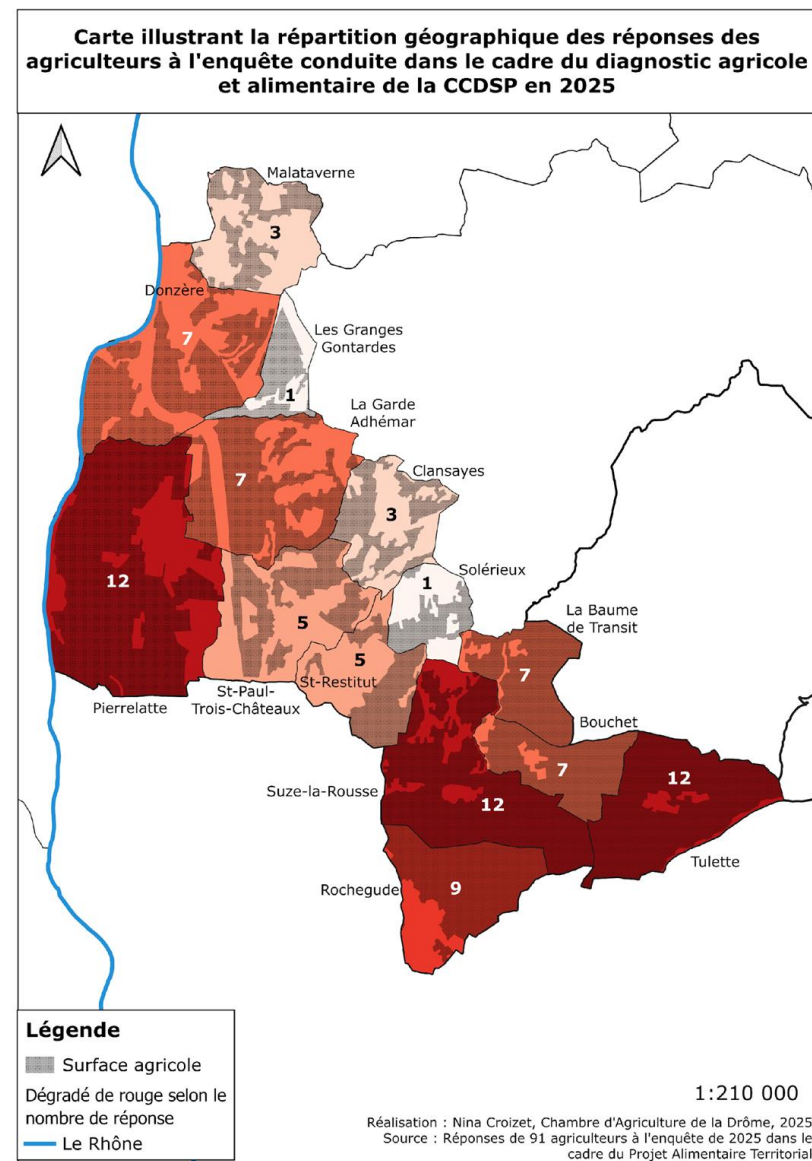 Carte illustrant la répartition géographique des réponses des
agriculteurs à l'enquête conduite dans le cadre du diagnostic agricole
et alimentaire de la CCDSP en 2025
Malataverne
3
Donzère
7
Les Granges
Gontardes
1
La Garde
Adhémar
7
Clansayes
3
12
Solérieux
1
La Baume
de Transit
5
5
St-Restitut
7
Pierrelatte
St-Paul-
Trois-Châteaux
Bouchet
7
12
Suze-la-Rousse
12
Tulette
Rochegude
9
Légende
Surface agricole
Dégradé de rouge selon le
nombre de réponse
Le Rhône
1:210 000
Réalisation : Nina Croizet, Chambre d'Agriculture de la Drôme, 2025
Source : Réponses de 91 agriculteurs à l'enquête de 2025 dans le
cadre du Projet Alimentaire Territorial